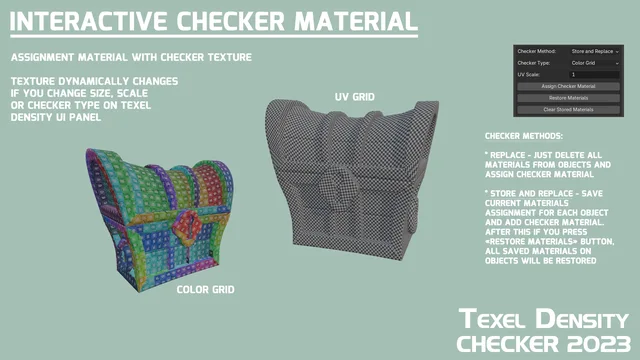 INTERACTIVE CHECKER MATERIAL
ASSIGNMENT MATERIAL WITH CHECKER TEXTURE
TEXTURE DYNAMICALLY CHANGES
IF YOU CHANGE SIZE, SCALE
OR CHECKER TYPE ON TEXEL
DENSITY UI PANEL
UV GRID
COLOR GRID
Checker Method: Store and Replace
Checker Type: Color Grid
UV Scale: 1
Assign Checker Material
Restore Materials
Clear Stored Materials
CHECKER METHODS:
* REPLACE - JUST DELETE ALL
MATERIALS FROM OBJECTS AND
ASSIGN CHECKER MATERIAL
* STORE AND REPLACE - SAVE
CURRENT MATERIALS
ASSIGNMENT FOR EACH OBJECT
AND ADD CHECKER MATERIAL.
AFTER THIS IF YOU PRESS
«RESTORE MATERIALS» BUTTON,
ALL SAVED MATERIALS ON
OBJECTS WILL BE RESTORED
TEXEL DENSITY
CHECKER 2023